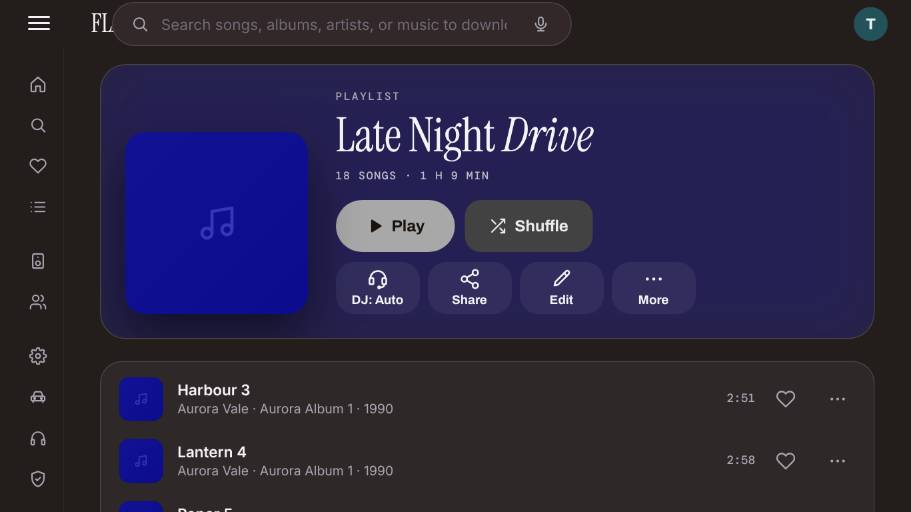 FL
Search songs, albums, artists, or music to downl
T
PLAYLIST
Late Night Drive
18 SONGS · 1 H 9 MIN
Play
Shuffle
DJ: Auto
Share
Edit
More
Harbour 3
2:51
Aurora Vale · Aurora Album 1 · 1990
Lantern 4
2:58
Aurora Vale · Aurora Album 1 · 1990